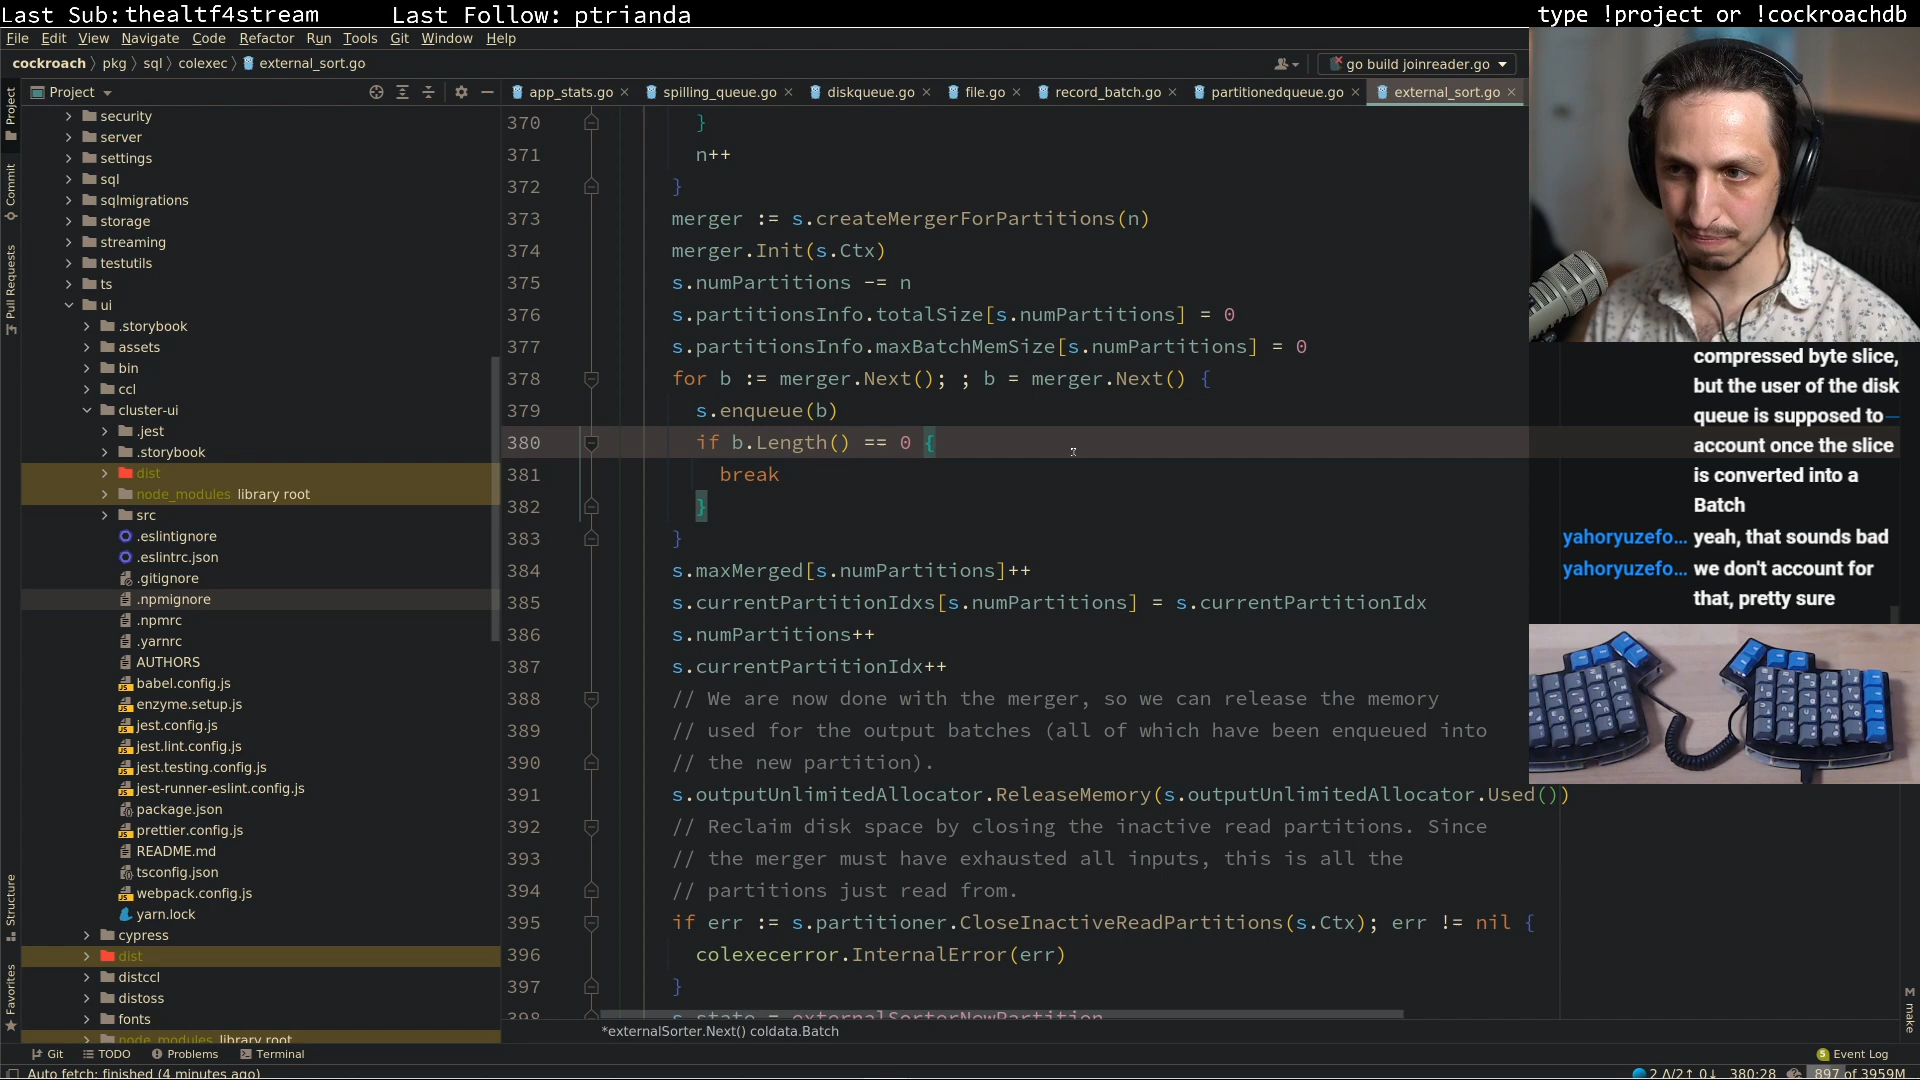 Last Sub:thealtf4stream
Last Follow: ptrianda
type !project or !cockroachdb
File Edit View Navigate Code Refactor Run Tools Git Window Help
cockroach pkg sql colexec external_sort.go
go build joinreader.go
Project
app_stats.go spilling_queue.go diskqueue.go file.go record_batch.go partitionedqueue.go external_sort.go
Project
Commit
Pull Requests
Structure
Favorites
security
server
settings
sql
sqlmigrations
storage
streaming
testutils
ts
ui
.storybook
assets
bin
ccl
cluster-ui
.jest
.storybook
dist
node_modules library root
src
.eslintignore
.eslintrc.json
.gitignore
.npmignore
.npmrc
.yarnrc
AUTHORS
babel.config.js
enzyme.setup.js
jest.config.js
jest.lint.config.js
jest.testing.config.js
jest-runner-eslint.config.js
package.json
prettier.config.js
README.md
tsconfig.json
webpack.config.js
yarn.lock
cypress
dist
distccl
distoss
fonts
node_modules library root
370 }
371 n++
372 }
373 merger := s.createMergerForPartitions(n)
374 merger.Init(s.Ctx)
375 s.numPartitions -= n
376 s.partitionsInfo.totalSize[s.numPartitions] = 0
377 s.partitionsInfo.maxBatchMemSize[s.numPartitions] = 0
378 for b := merger.Next(); ; b = merger.Next() {
379 s.enqueue(b)
380 if b.Length() == 0 {
381 break
382 }
383 }
384 s.maxMerged[s.numPartitions]++
385 s.currentPartitionIdxs[s.numPartitions] = s.currentPartitionIdx
386 s.numPartitions++
387 s.currentPartitionIdx++
388 // We are now done with the merger, so we can release the memory
389 // used for the output batches (all of which have been enqueued into
390 // the new partition).
391 s.outputUnlimitedAllocator.ReleaseMemory(s.outputUnlimitedAllocator.Used())
392 // Reclaim disk space by closing the inactive read partitions. Since
393 // the merger must have exhausted all inputs, this is all the
394 // partitions just read from.
395 if err := s.partitioner.CloseInactiveReadPartitions(s.Ctx); err != nil {
396 colexecerror.InternalError(err)
397 }
398 s.state = externalSorterNewPartition
*externalSorter.Next() coldata.Batch
compressed byte slice,
but the user of the disk
queue is supposed to
account once the slice
is converted into a
Batch
yahoryuzefo... yeah, that sounds bad
yahoryuzefo... we don't account for
that, pretty sure
make
Git TODO Problems Terminal
5 Event Log
Auto fetch: finished (4 minutes ago)
2 Δ/2↑ 0↓ 380:28 897 of 3959M